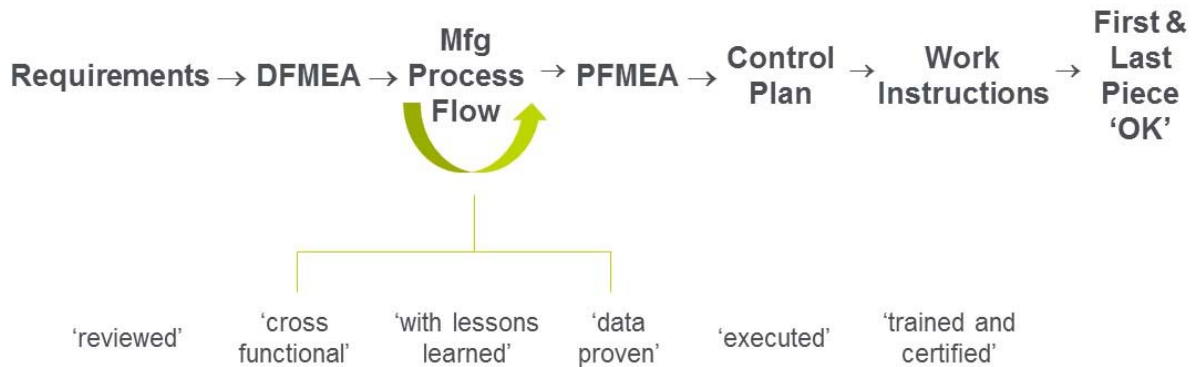 Requirements → DFMEA → Mfg Process Flow → PFMEA → Control Plan → Work Instructions → First & Last Piece ‘OK’
‘reviewed’
‘cross functional’
‘with lessons learned’
‘data proven’
‘executed’
‘trained and certified’